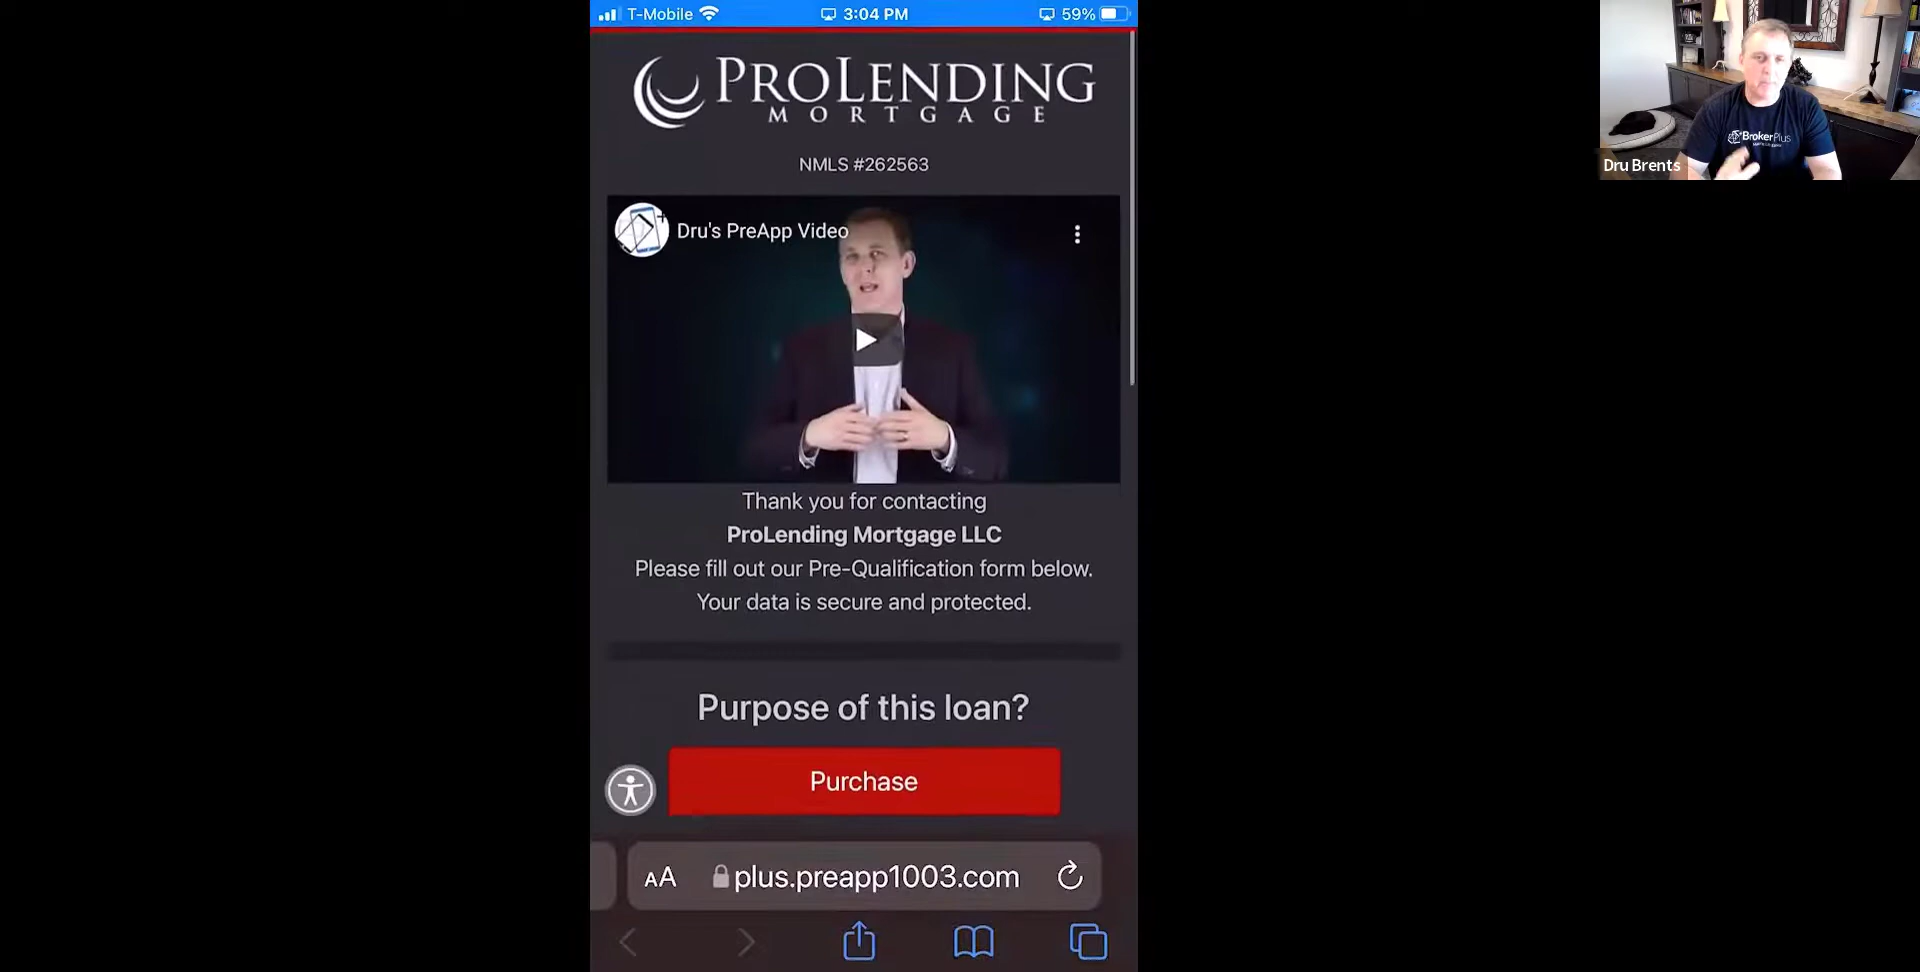 T-Mobile
3:04 PM
59%
PROLENDING
MORTGAGE
NMLS #262563
Dru's PreApp Video
Thank you for contacting
ProLending Mortgage LLC
Please fill out our Pre-Qualification form below.
Your data is secure and protected.
Purpose of this loan?
Purchase
AA
plus.preapp1003.com
BrokerPlus
Dru Brents